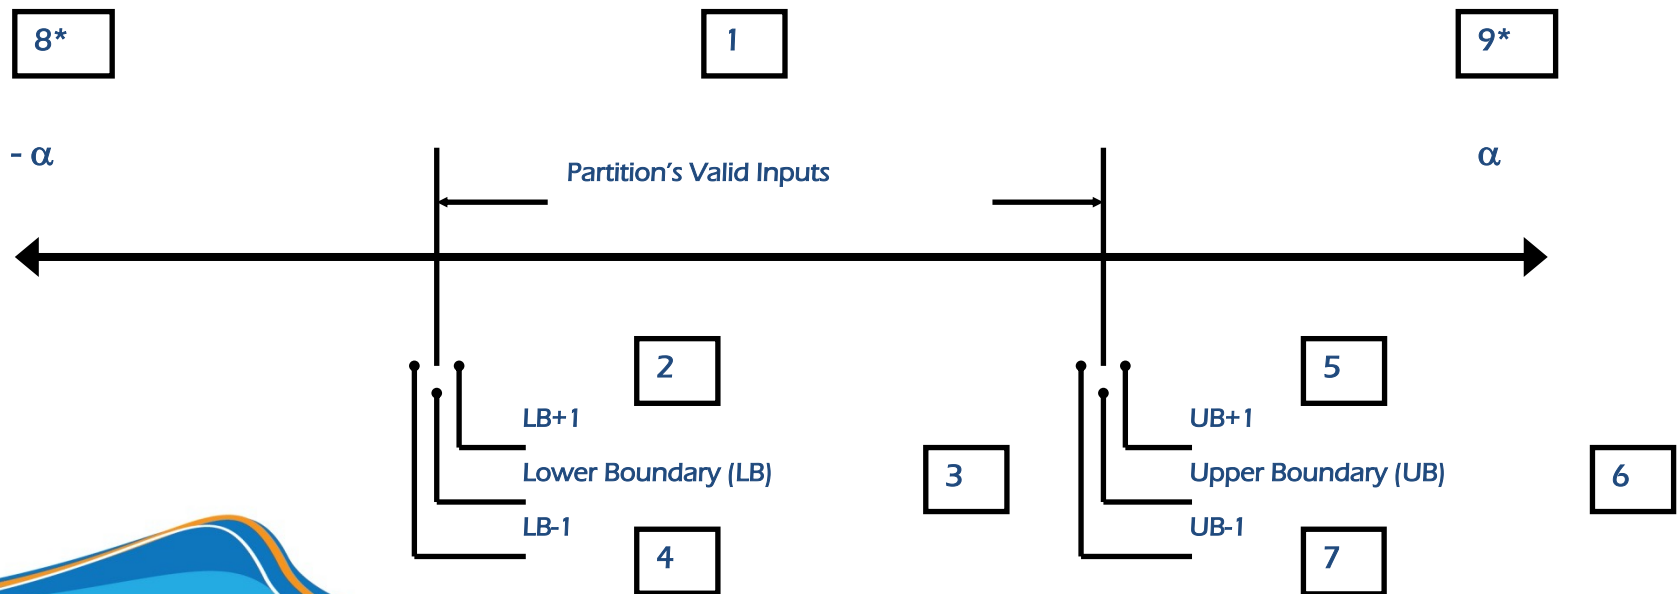 8*
1
9*
- α
Partition's Valid Inputs
α
2
5
LB+1
UB+1
Lower Boundary (LB)
3
Upper Boundary (UB)
6
LB-1
UB-1
4
7